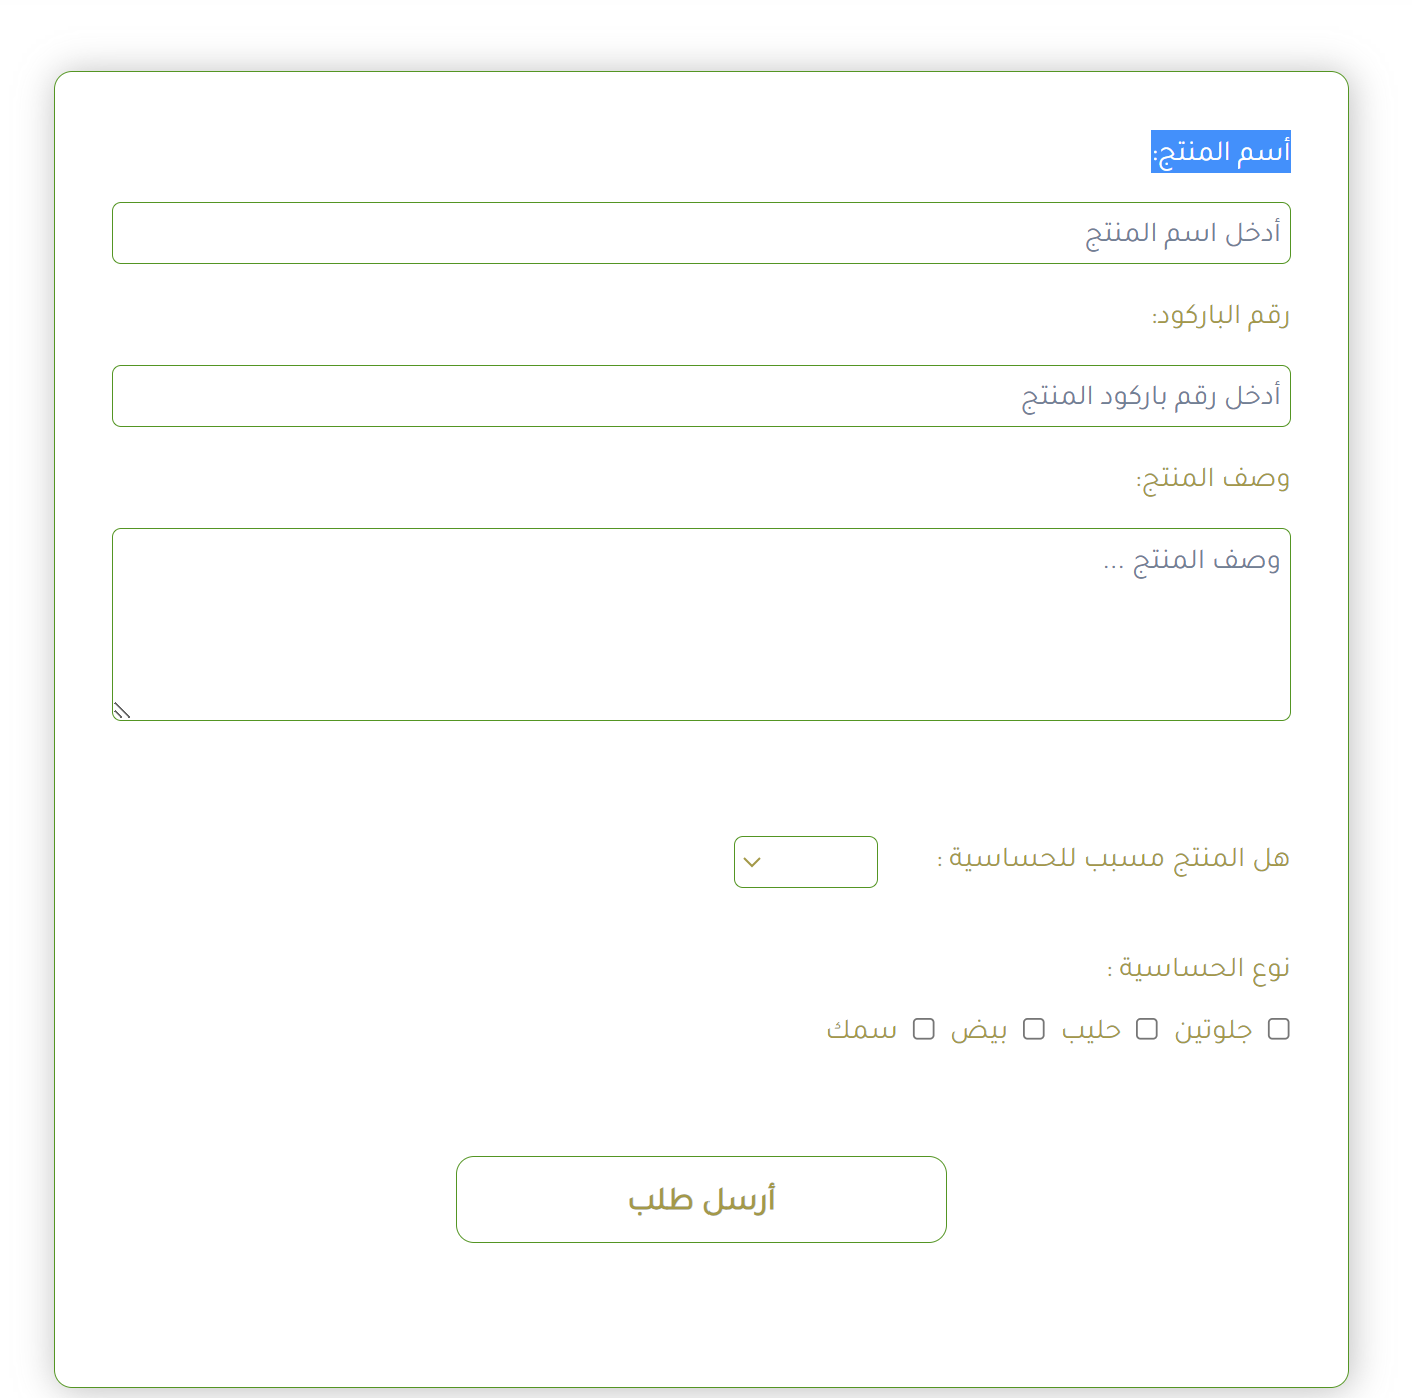 أسم المنتج:
أدخل اسم المنتج
رقم الباركود:
أدخل رقم باركود المنتج
وصف المنتج:
وصف المنتج ...
هل المنتج مسبب للحساسية :
نوع الحساسية :
جلوتين حليب بيض سمك
أرسل طلب